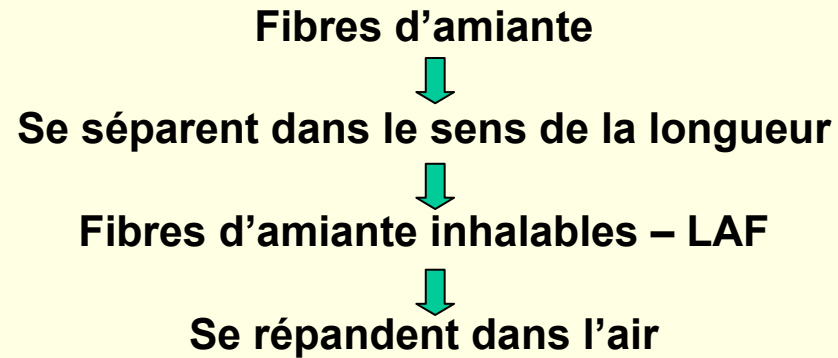 Fibres d’amiante
Se séparent dans le sens de la longueur
Fibres d’amiante inhalables – LAF
Se répandent dans l’air